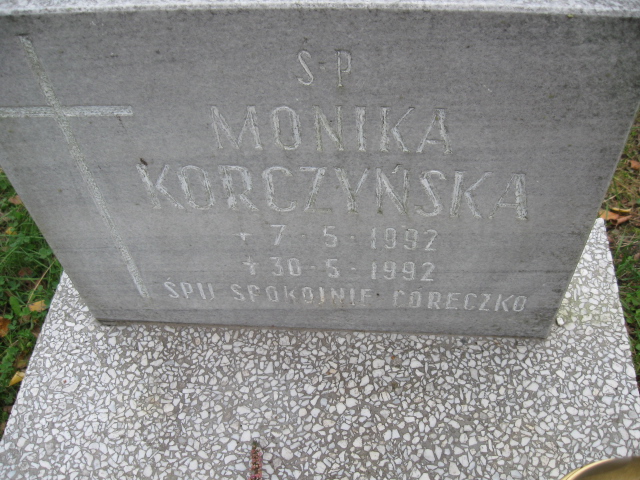 Ś-P
MONIKA
KORCZYŃSKA
+ 7-5-1992
+ 30-5-1992
ŚPIJ SPOKOJNIE CÓRECZKO